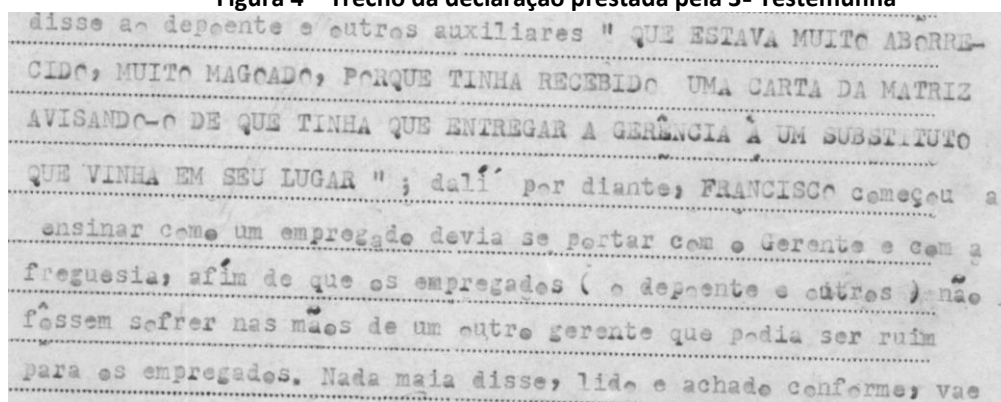 Figura 4 – Trecho da declaração prestada pela 3ª Testemunha
disse ao depoente e outros auxiliares " QUE ESTAVA MUITO ABORRE-
CIDO, MUITO MAGOADO, PORQUE TINHA RECEBIDO UMA CARTA DA MATRIZ
AVISANDO-O DE QUE TINHA QUE ENTREGAR A GERÊNCIA À UM SUBSTITUTO
QUE VINHA EM SEU LUGAR " ; dalí por diante, FRANCISCO começou a
ensinar como um empregado devia se portar com o Gerente e com a
freguesia, afim de que os empregados ( o depoente e outros ) não
fôssem sofrer nas mãos de um outro gerente que podia ser ruim
para os empregados. Nada maia disse, lido e achado conforme, vae